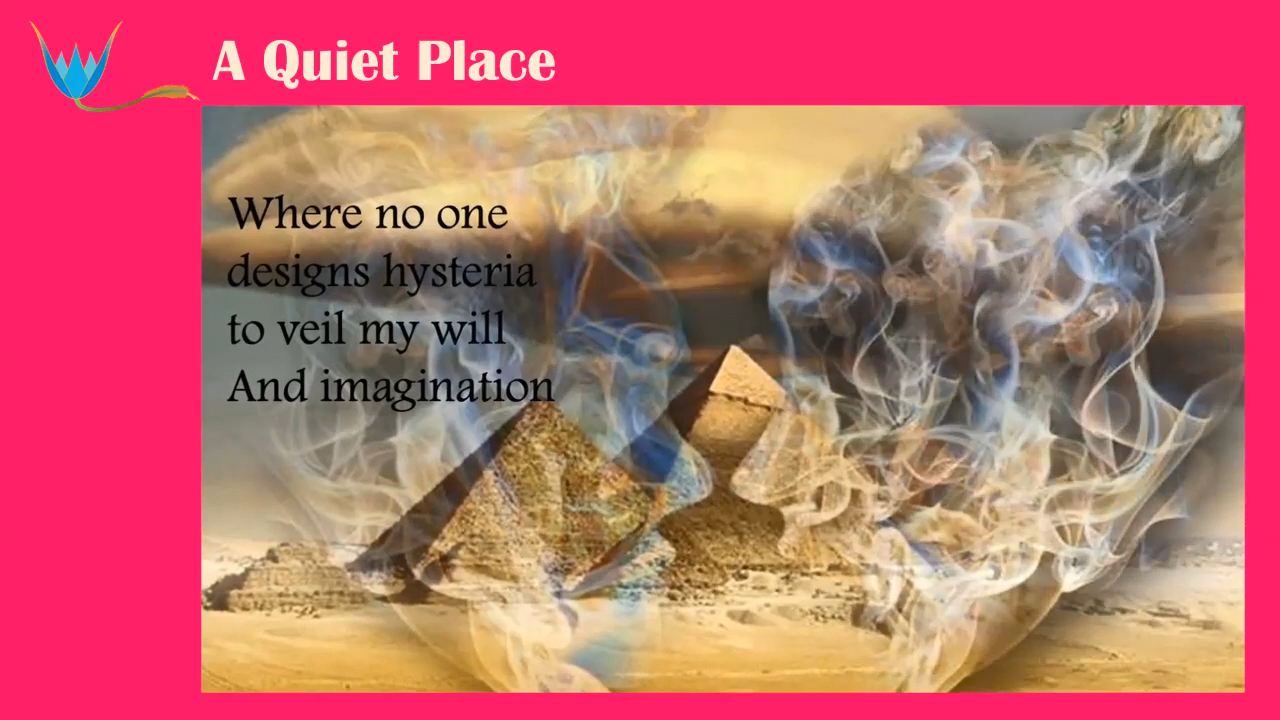 A Quiet Place
Where no one
designs hysteria
to veil my will
And imagination